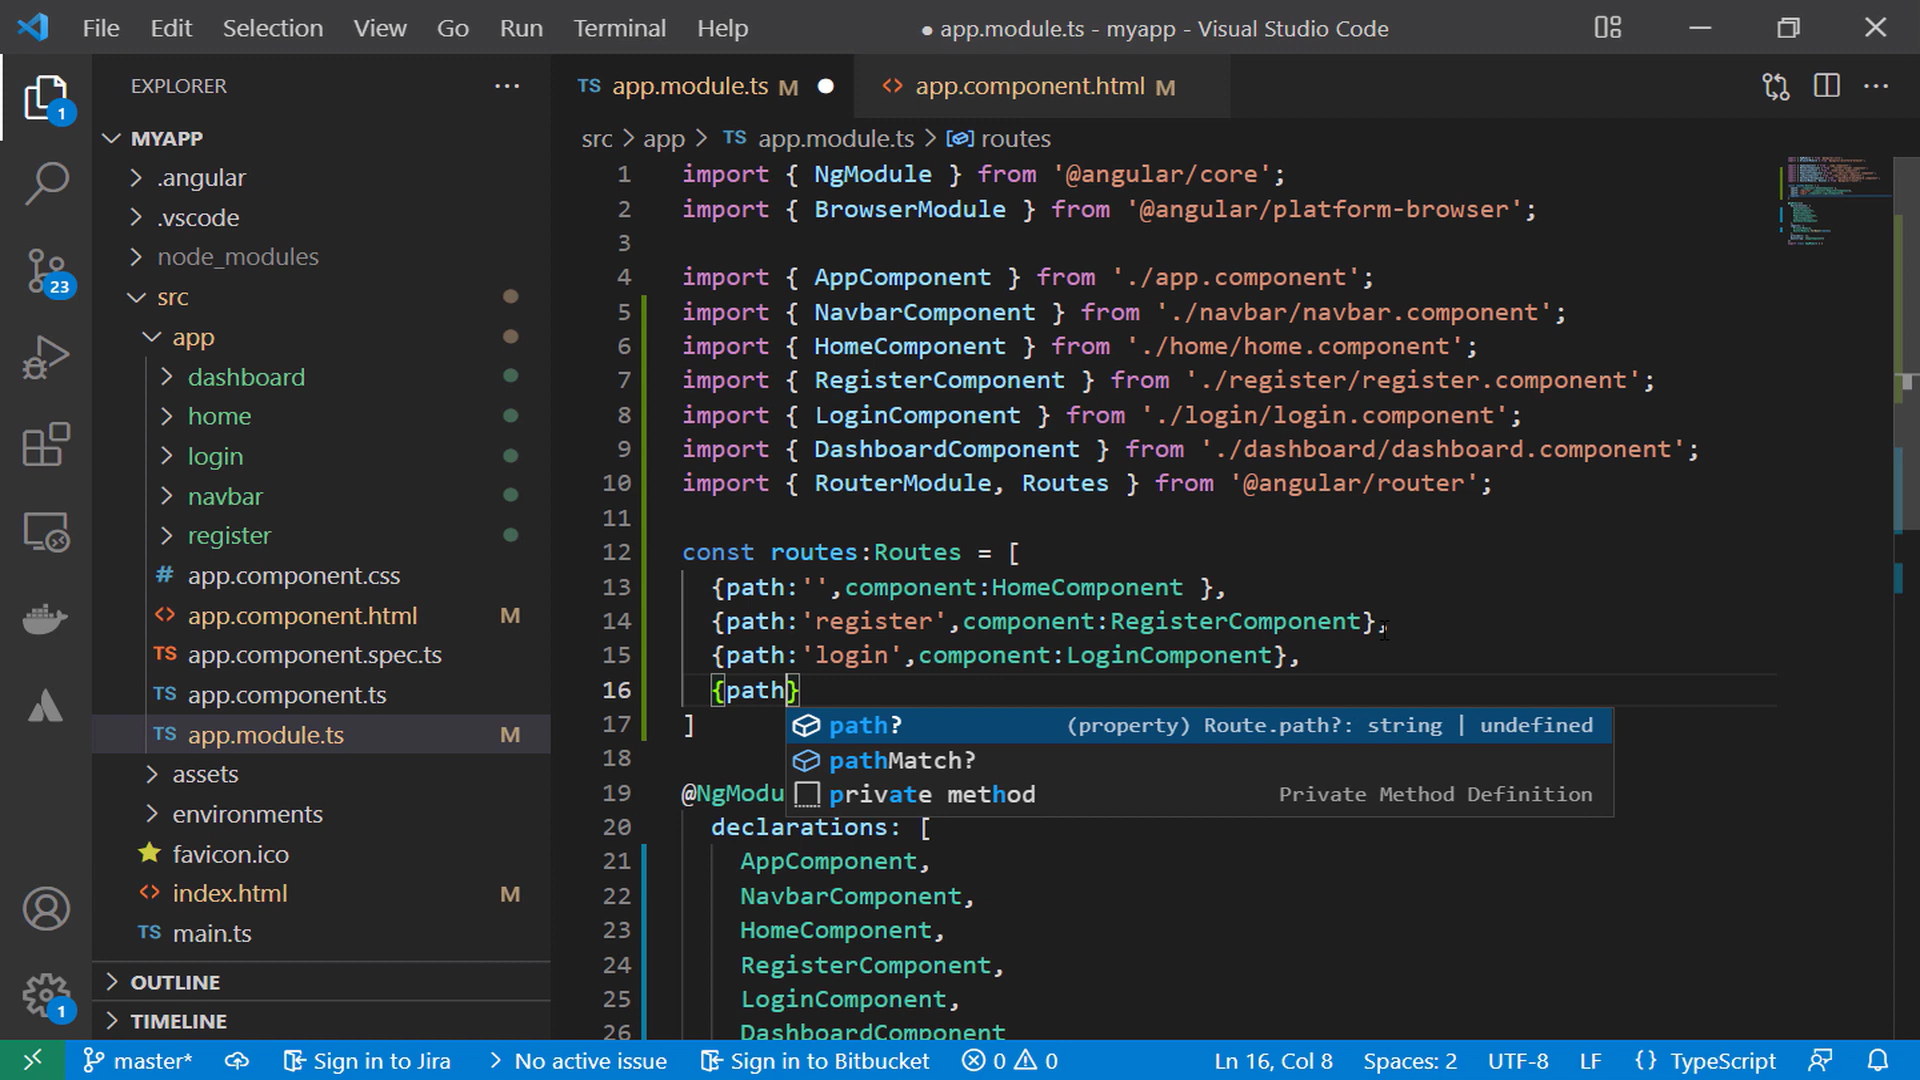 File Edit Selection View Go Run Terminal Help
● app.module.ts - myapp - Visual Studio Code
EXPLORER
MYAPP
.angular
.vscode
node_modules
src
app
dashboard
home
login
navbar
register
# app.component.css
<> app.component.html M
TS app.component.spec.ts
TS app.component.ts
TS app.module.ts M
assets
environments
favicon.ico
<> index.html M
TS main.ts
OUTLINE
TIMELINE
1
23
1
TS app.module.ts M ●
<> app.component.html M
src > app > TS app.module.ts > routes
1 import { NgModule } from '@angular/core';
2 import { BrowserModule } from '@angular/platform-browser';
3
4 import { AppComponent } from './app.component';
5 import { NavbarComponent } from './navbar/navbar.component';
6 import { HomeComponent } from './home/home.component';
7 import { RegisterComponent } from './register/register.component';
8 import { LoginComponent } from './login/login.component';
9 import { DashboardComponent } from './dashboard/dashboard.component';
10 import { RouterModule, Routes } from '@angular/router';
11
12 const routes:Routes = [
13 {path:'',component:HomeComponent },
14 {path:'register',component:RegisterComponent},
15 {path:'login',component:LoginComponent},
16 {path}
17 ]
path? (property) Route.path?: string | undefined
18
pathMatch?
19 @NgModu
private method Private Method Definition
20 declarations: [
21 AppComponent,
22 NavbarComponent,
23 HomeComponent,
24 RegisterComponent,
25 LoginComponent,
26 DashboardComponent
master* Sign in to Jira No active issue Sign in to Bitbucket 0 0 Ln 16, Col 8 Spaces: 2 UTF-8 LF {} TypeScript